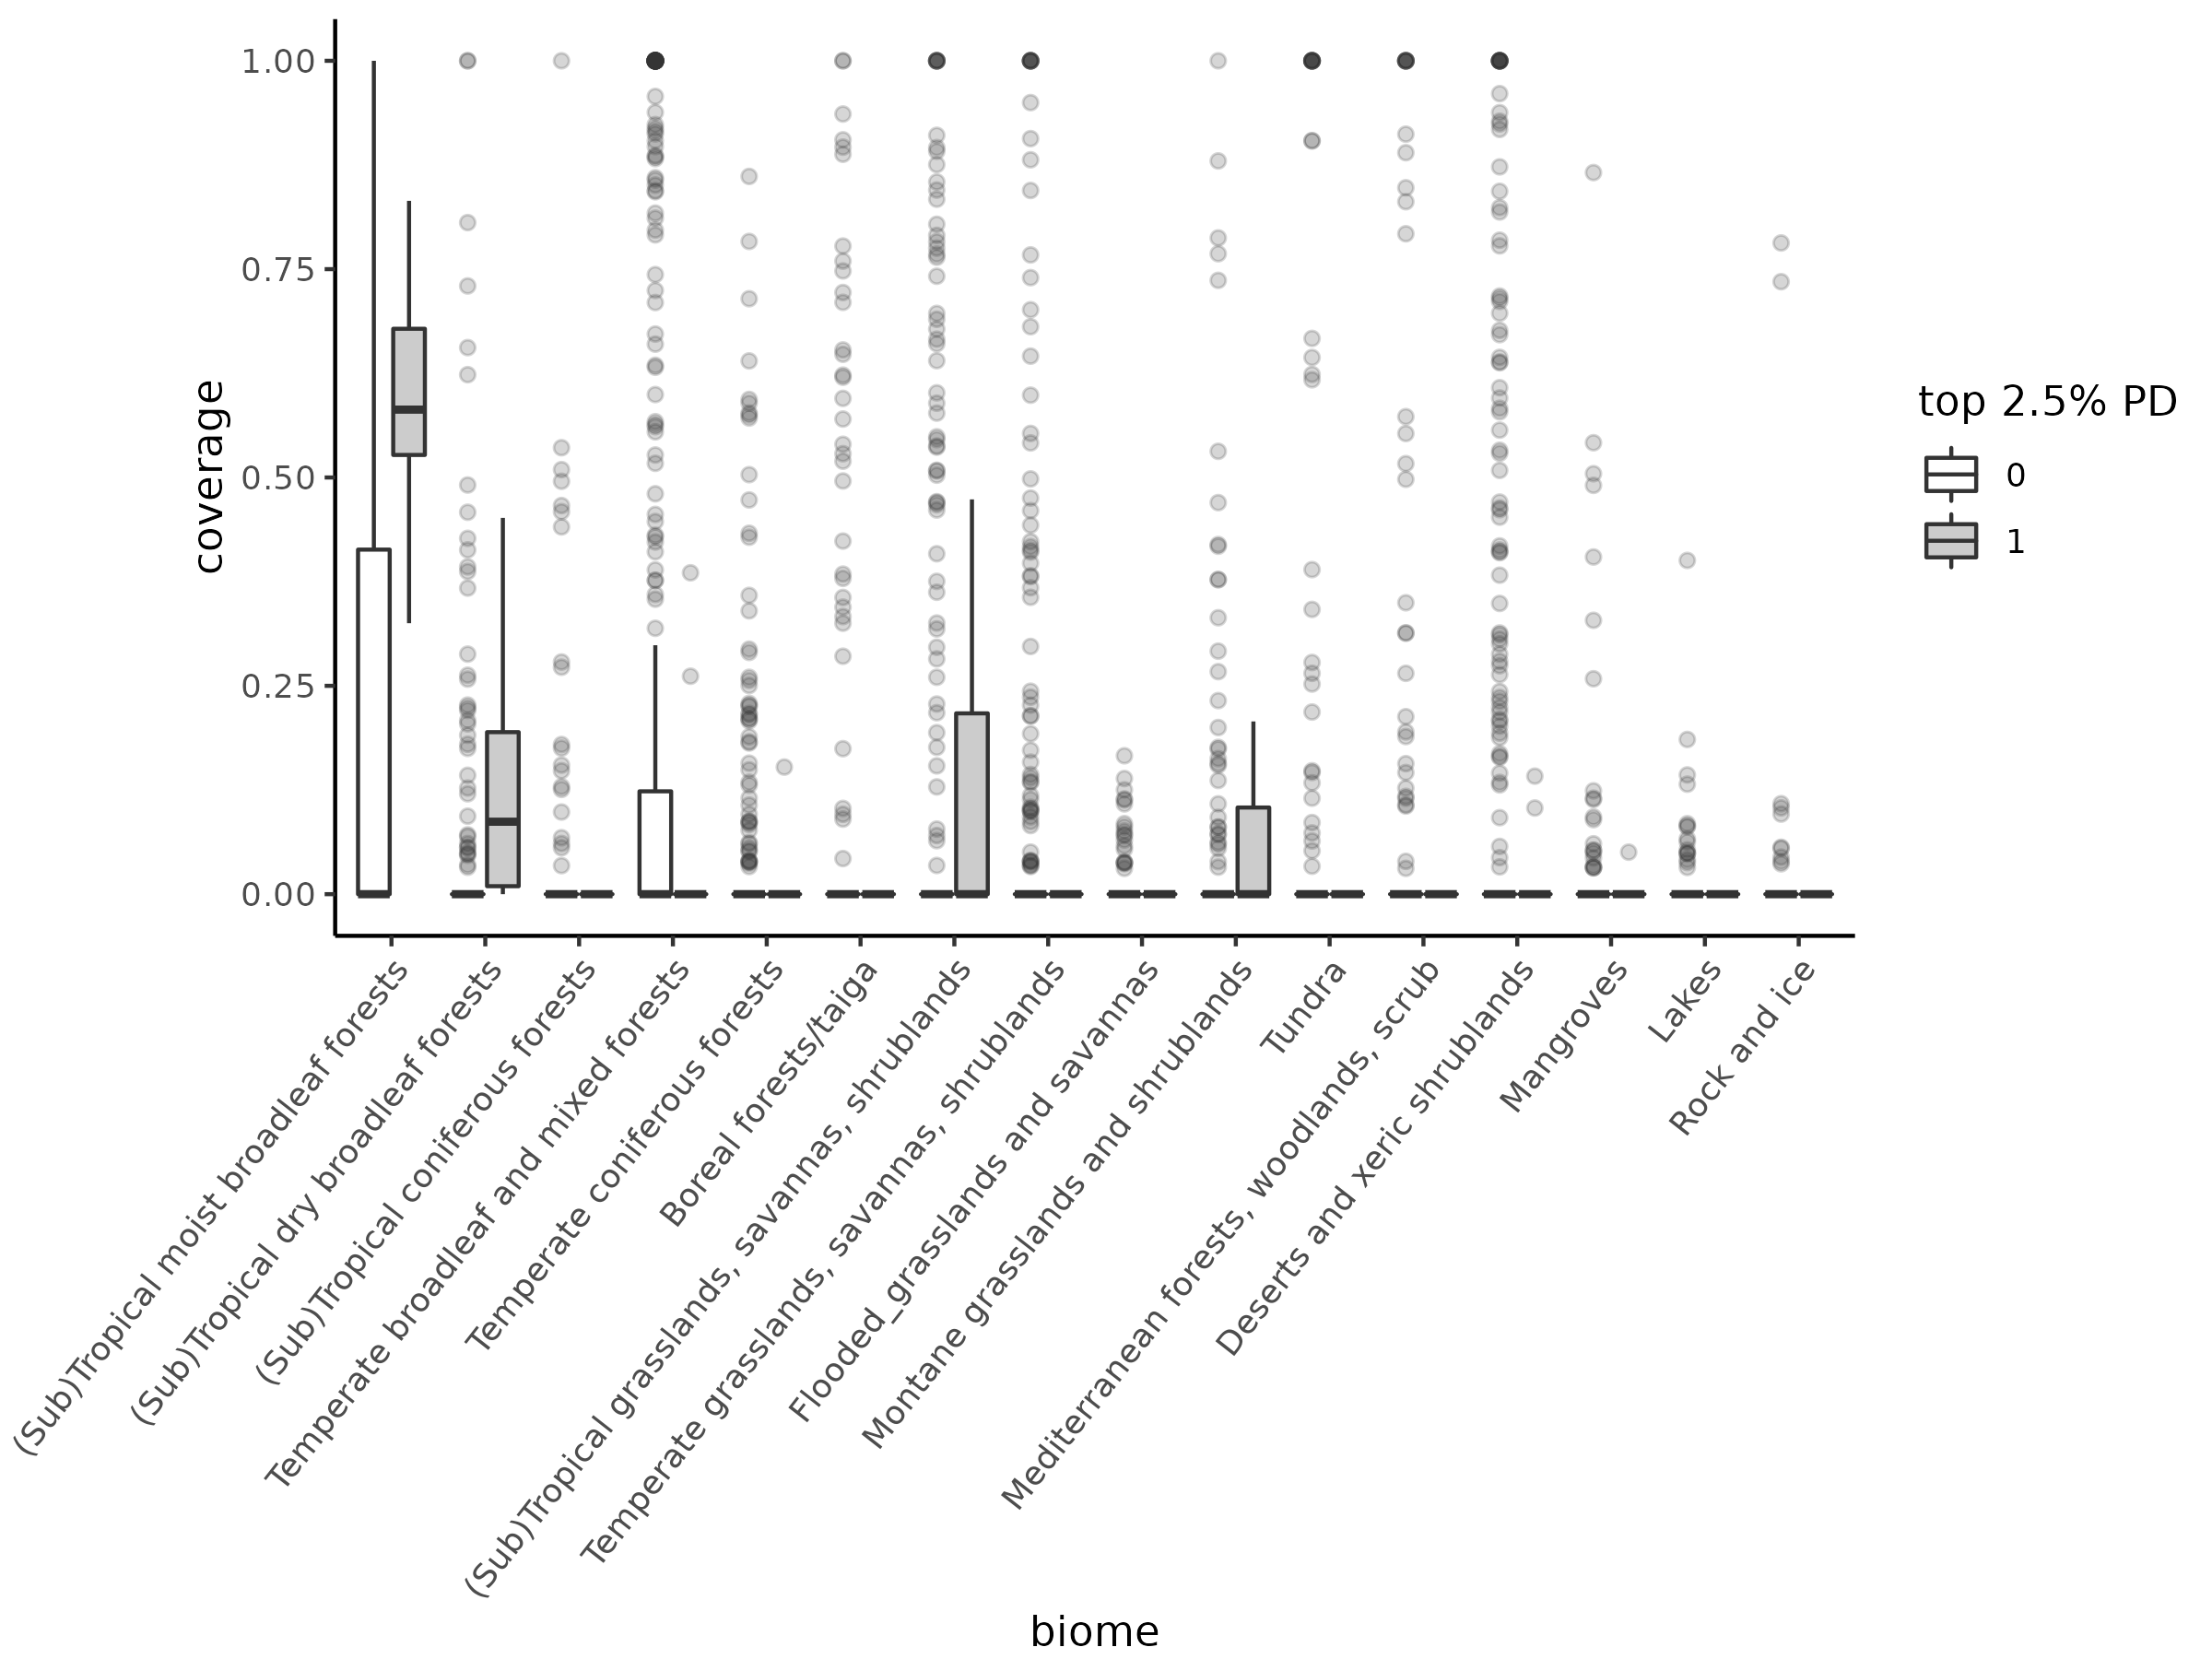 1.00
0.75
0.50
0.25
0.00
coverage
(Sub)Tropical moist broadleaf forests
(Sub)Tropical dry broadleaf forests
(Sub)Tropical coniferous forests
Temperate broadleaf and mixed forests
Temperate coniferous forests
Boreal forests/taiga
(Sub)Tropical grasslands, savannas, shrublands
Temperate grasslands, savannas, shrublands
Flooded_grasslands and savannas
Montane grasslands and shrublands
Tundra
Mediterranean forests, woodlands, scrub
Deserts and xeric shrublands
Mangroves
Lakes
Rock and ice
biome
top 2.5% PD
0
1